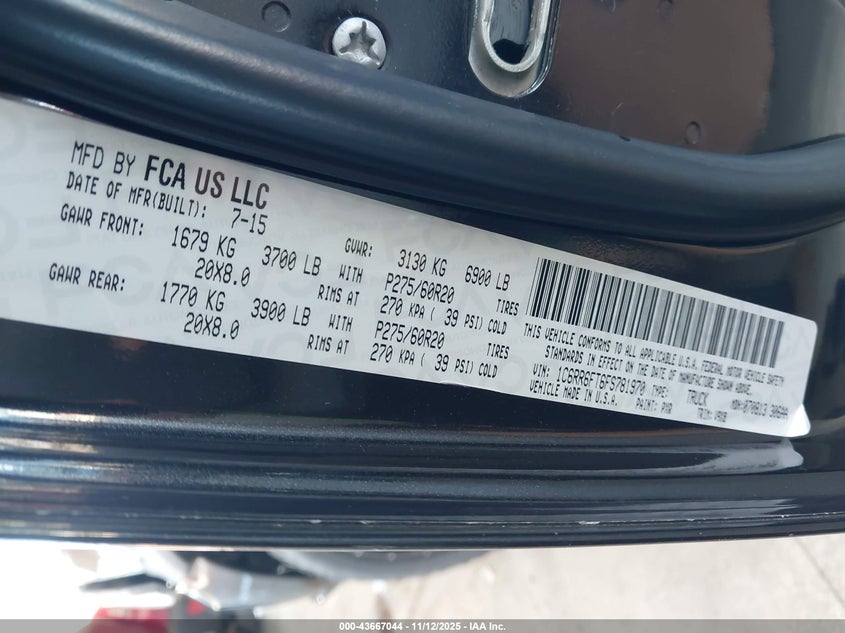 MFD BY FCA US LLC
DATE OF MFR(BUILT): 7-15
GAWR FRONT: 1679 KG 3700 LB WITH P275/60R20 TIRES
20X8.0 RIMS AT 270 KPA ( 39 PSI) COLD
GAWR REAR: 1770 KG 3900 LB WITH P275/60R20 TIRES
20X8.0 RIMS AT 270 KPA ( 39 PSI) COLD
GVWR: 3130 KG 6900 LB
THIS VEHICLE CONFORMS TO ALL APPLICABLE U.S.A. FEDERAL MOTOR VEHICLE SAFETY
STANDARDS IN EFFECT ON THE DATE OF MANUFACTURE SHOWN ABOVE.
VIN: 1C6RR6FT6FS781970 TYPE: TRUCK
VEHICLE MADE IN U.S.A. PAINT: PXR
000-43667044 - 11/12/2025 - IAA Inc.